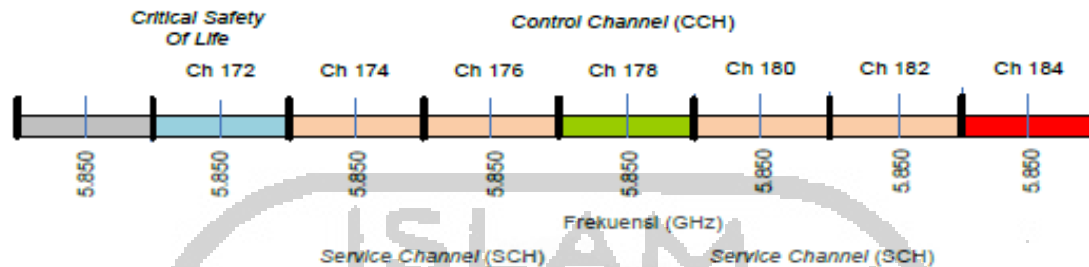 Critical Safety
Of Life
Control Channel (CCH)
Ch 172
Ch 174
Ch 176
Ch 178
Ch 180
Ch 182
Ch 184
5.850
5.850
5.850
5.850
5.850
5.850
5.850
5.850
Frekuensi (GHz)
Service Channel (SCH)
Service Channel (SCH)
ISLAM